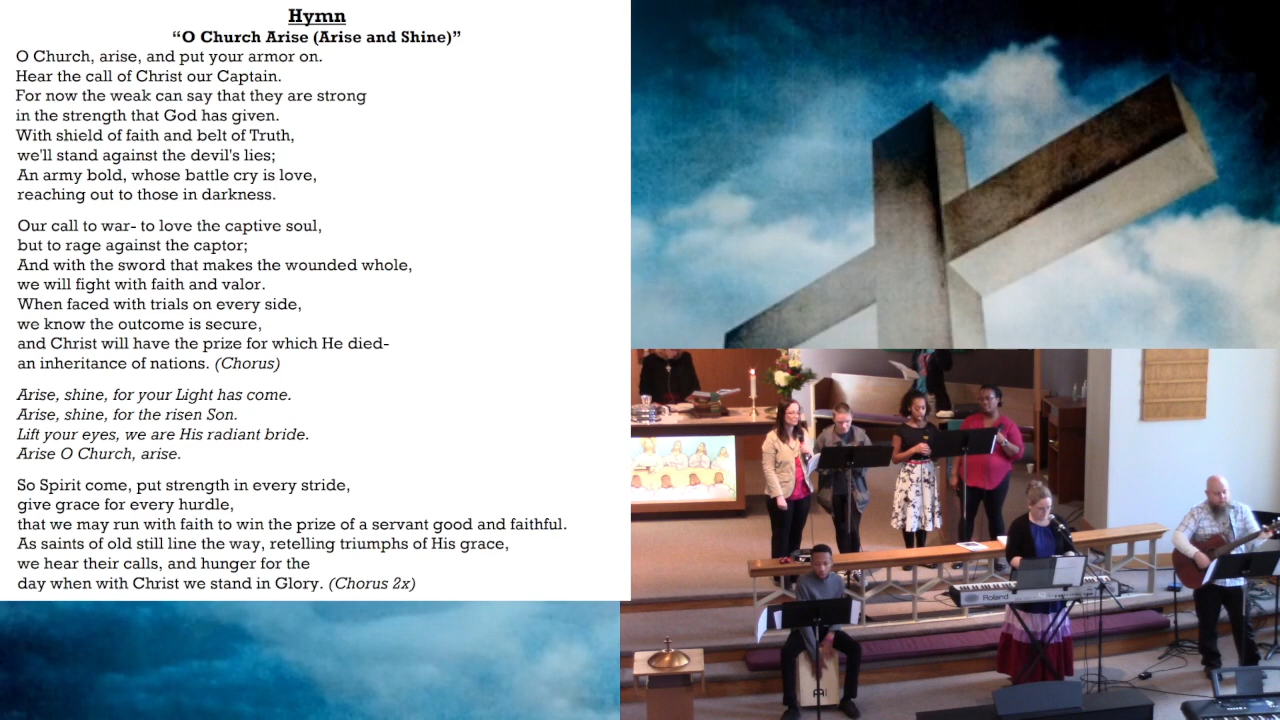 Hymn
“O Church Arise (Arise and Shine)”
O Church, arise, and put your armor on.
Hear the call of Christ our Captain.
For now the weak can say that they are strong
in the strength that God has given.
With shield of faith and belt of Truth,
we'll stand against the devil's lies;
An army bold, whose battle cry is love,
reaching out to those in darkness.
Our call to war- to love the captive soul,
but to rage against the captor;
And with the sword that makes the wounded whole,
we will fight with faith and valor.
When faced with trials on every side,
we know the outcome is secure,
and Christ will have the prize for which He died-
an inheritance of nations. (Chorus)
Arise, shine, for your Light has come.
Arise, shine, for the risen Son.
Lift your eyes, we are His radiant bride.
Arise O Church, arise.
So Spirit come, put strength in every stride,
give grace for every hurdle,
that we may run with faith to win the prize of a servant good and faithful.
As saints of old still line the way, retelling triumphs of His grace,
we hear their calls, and hunger for the
day when with Christ we stand in Glory. (Chorus 2x)
Roland